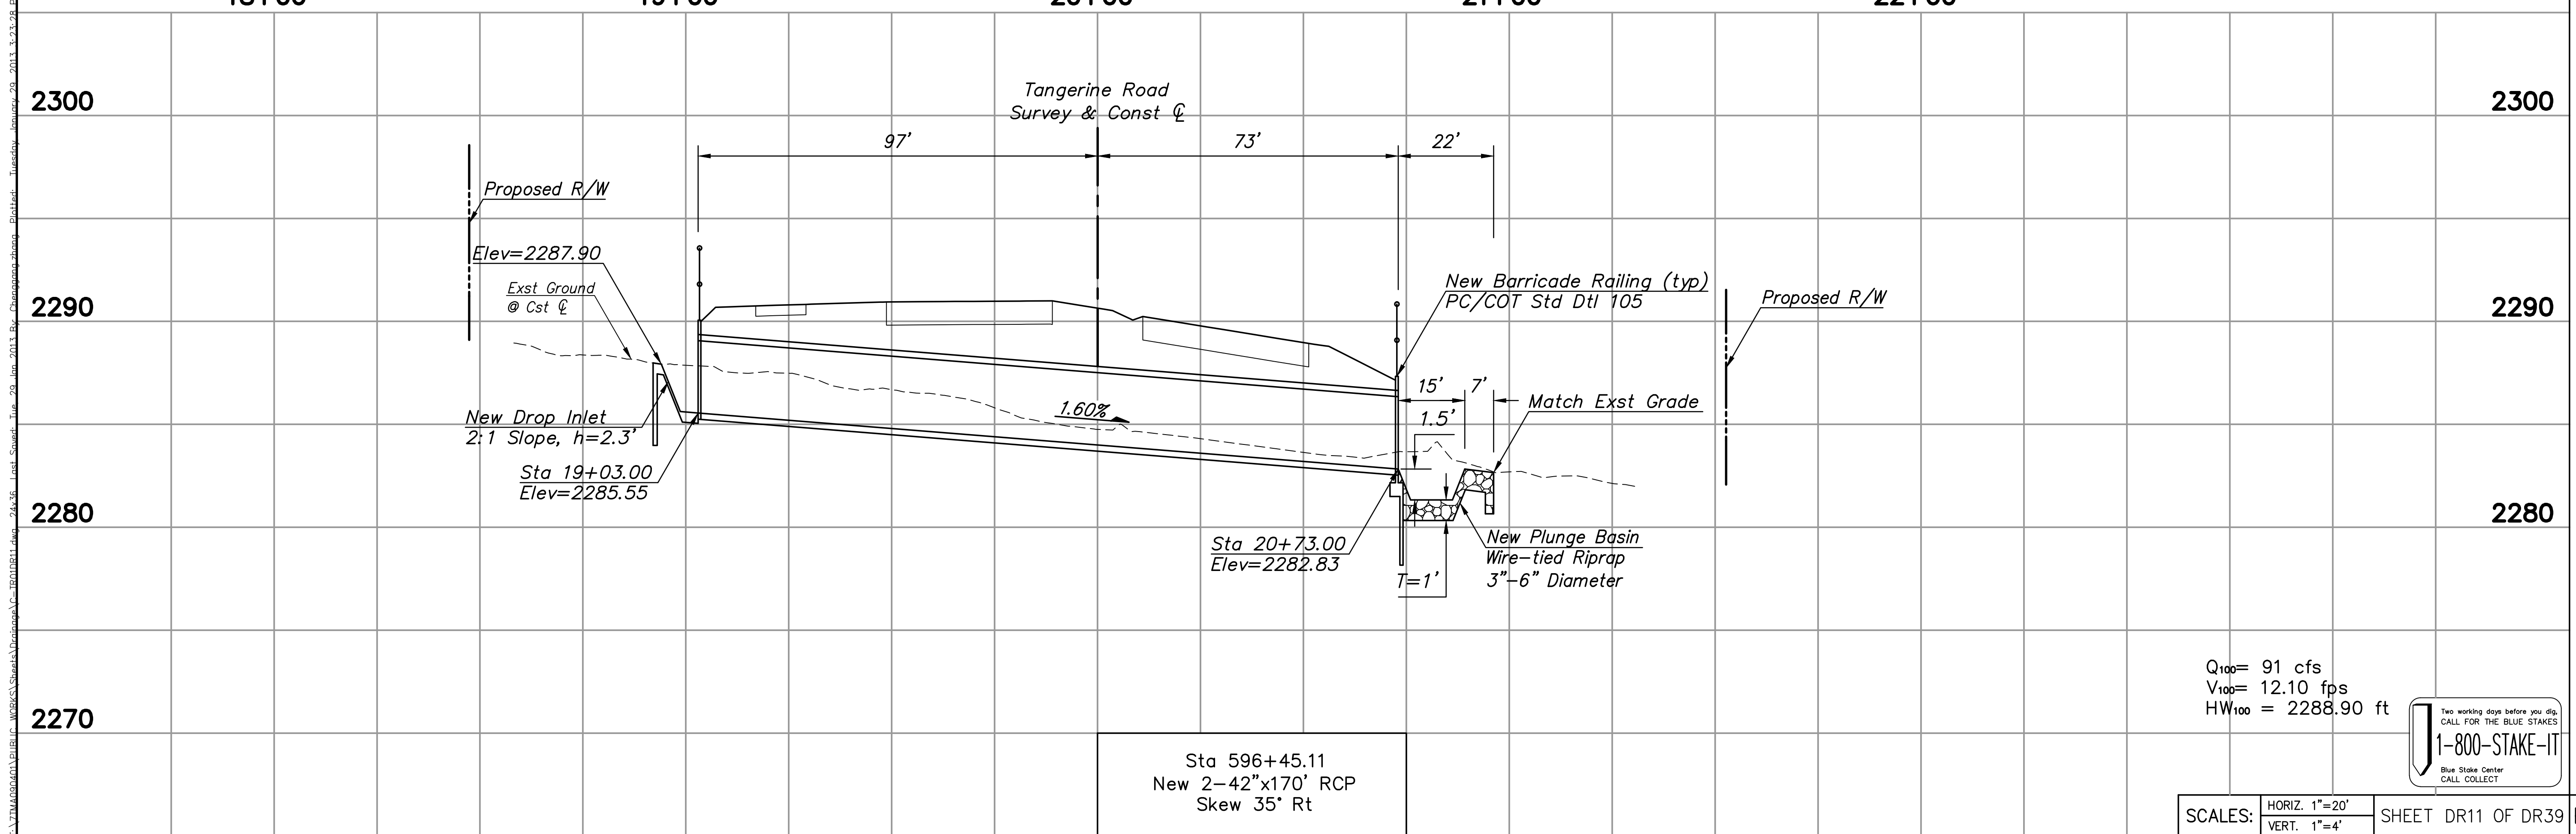 2300
2300
Tangerine Road
Survey & Const ℄
97'
73'
22'
Proposed R/W
Elev=2287.90
Exst Ground
@ Cst ℄
New Barricade Railing (typ)
PC/COT Std Dtl 105
Proposed R/W
2290
2290
1.60%
15'
7'
1.5'
Match Exst Grade
New Drop Inlet
2:1 Slope, h=2.3'
Sta 19+03.00
Elev=2285.55
2280
2280
Sta 20+73.00
Elev=2282.83
T=1'
New Plunge Basin
Wire-tied Riprap
3"-6" Diameter
2270
Q100= 91 cfs
V100= 12.10 fps
HW100 = 2288.90 ft
Two working days before you dig,
CALL FOR THE BLUE STAKES
1-800-STAKE-IT
Blue Stake Center
CALL COLLECT
Sta 596+45.11
New 2-42"x170' RCP
Skew 35° Rt
SCALES:
HORIZ. 1"=20'
VERT. 1"=4'
SHEET DR11 OF DR39